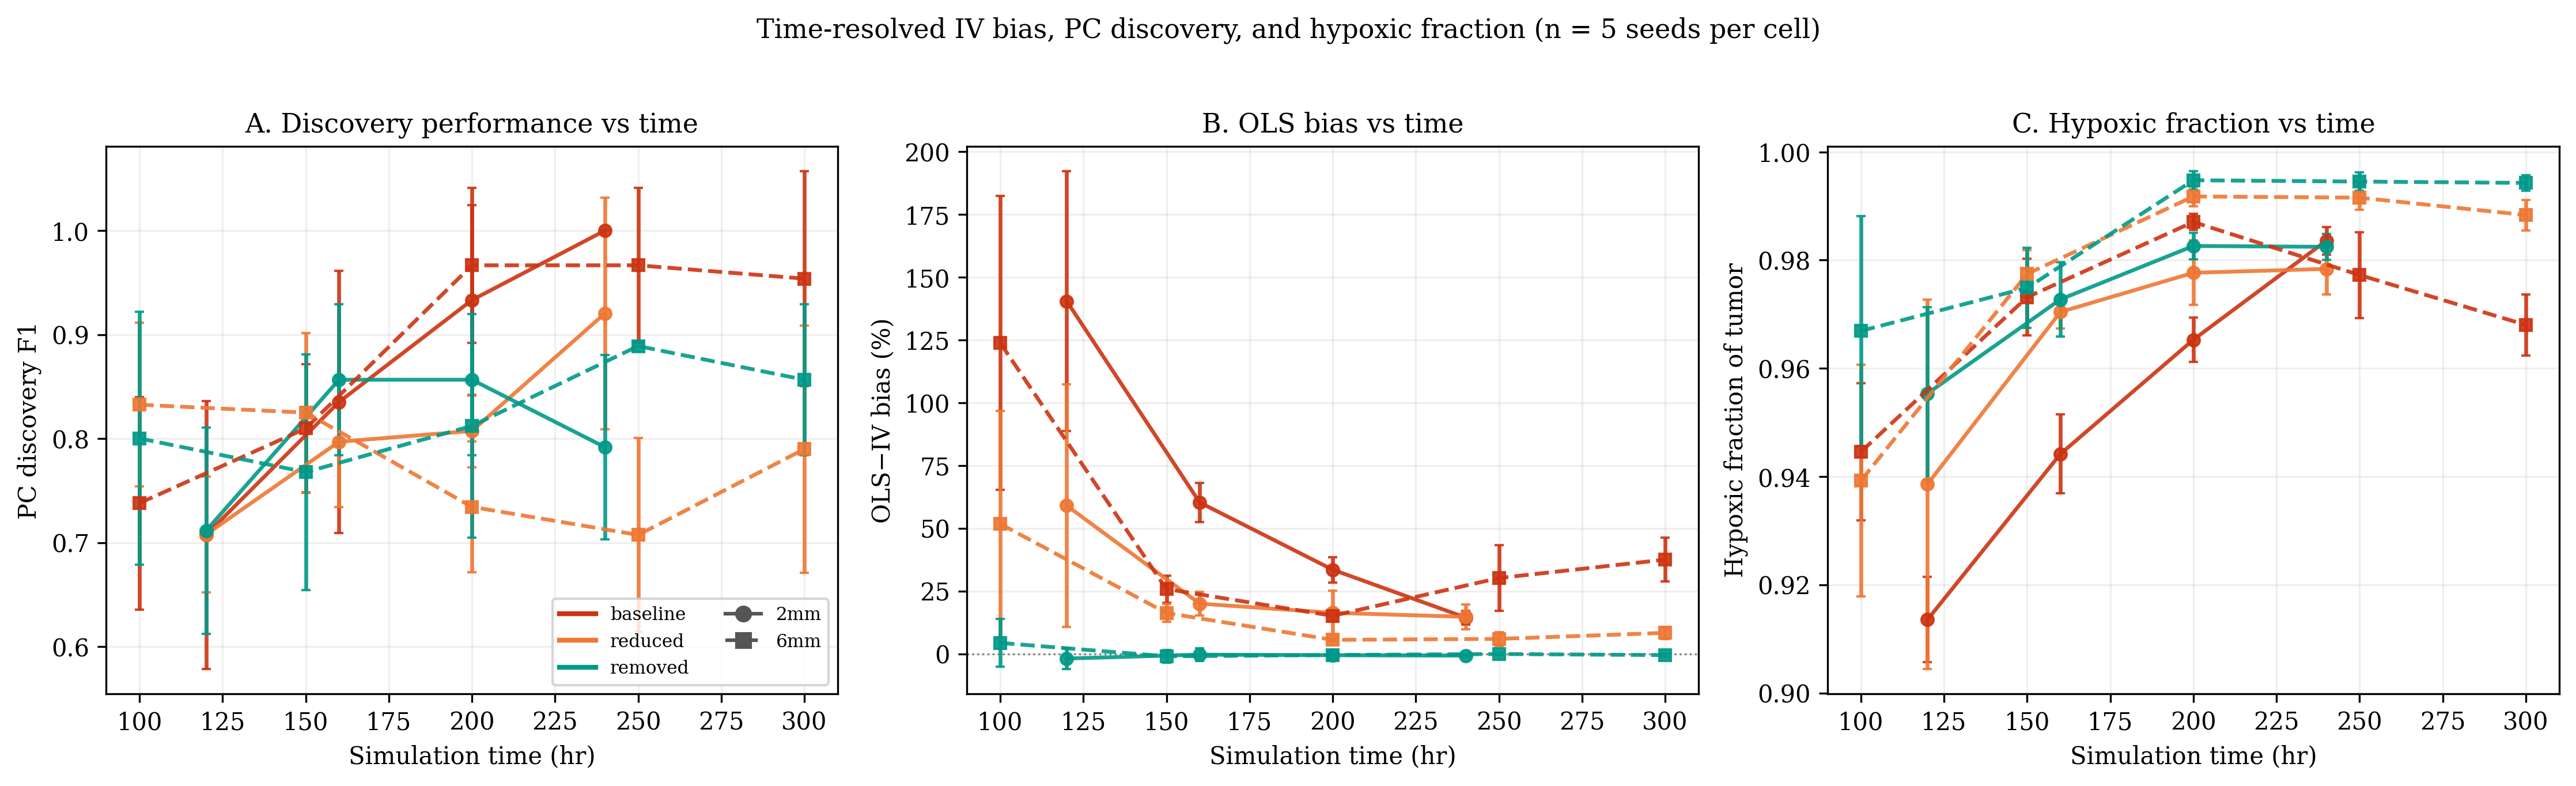 Time-resolved IV bias, PC discovery, and hypoxic fraction (n = 5 seeds per cell)
A. Discovery performance vs time
PC discovery F1
1.0
0.9
0.8
0.7
0.6
100 125 150 175 200 225 250 275 300
Simulation time (hr)
baseline
reduced
removed
2mm
6mm
B. OLS bias vs time
OLS−IV bias (%)
200
175
150
125
100
75
50
25
0
100 125 150 175 200 225 250 275 300
Simulation time (hr)
C. Hypoxic fraction vs time
Hypoxic fraction of tumor
1.00
0.98
0.96
0.94
0.92
0.90
100 125 150 175 200 225 250 275 300
Simulation time (hr)